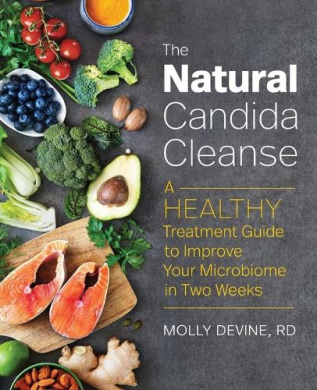 The
Natural
Candida
Cleanse
A
HEALTHY
Treatment Guide
to Improve
Your Microbiome
in Two Weeks
MOLLY DEVINE, RD